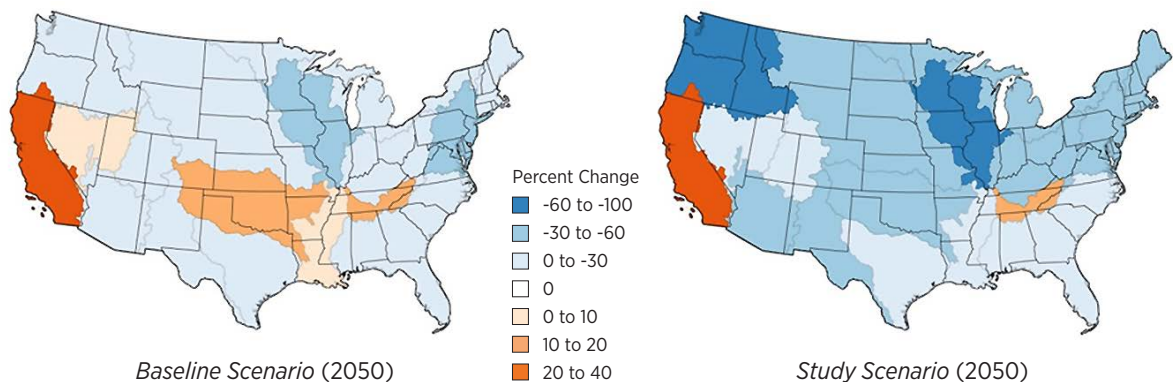 Percent Change
-60 to -100
-30 to -60
0 to -30
0
0 to 10
10 to 20
20 to 40
Baseline Scenario (2050)
Study Scenario (2050)